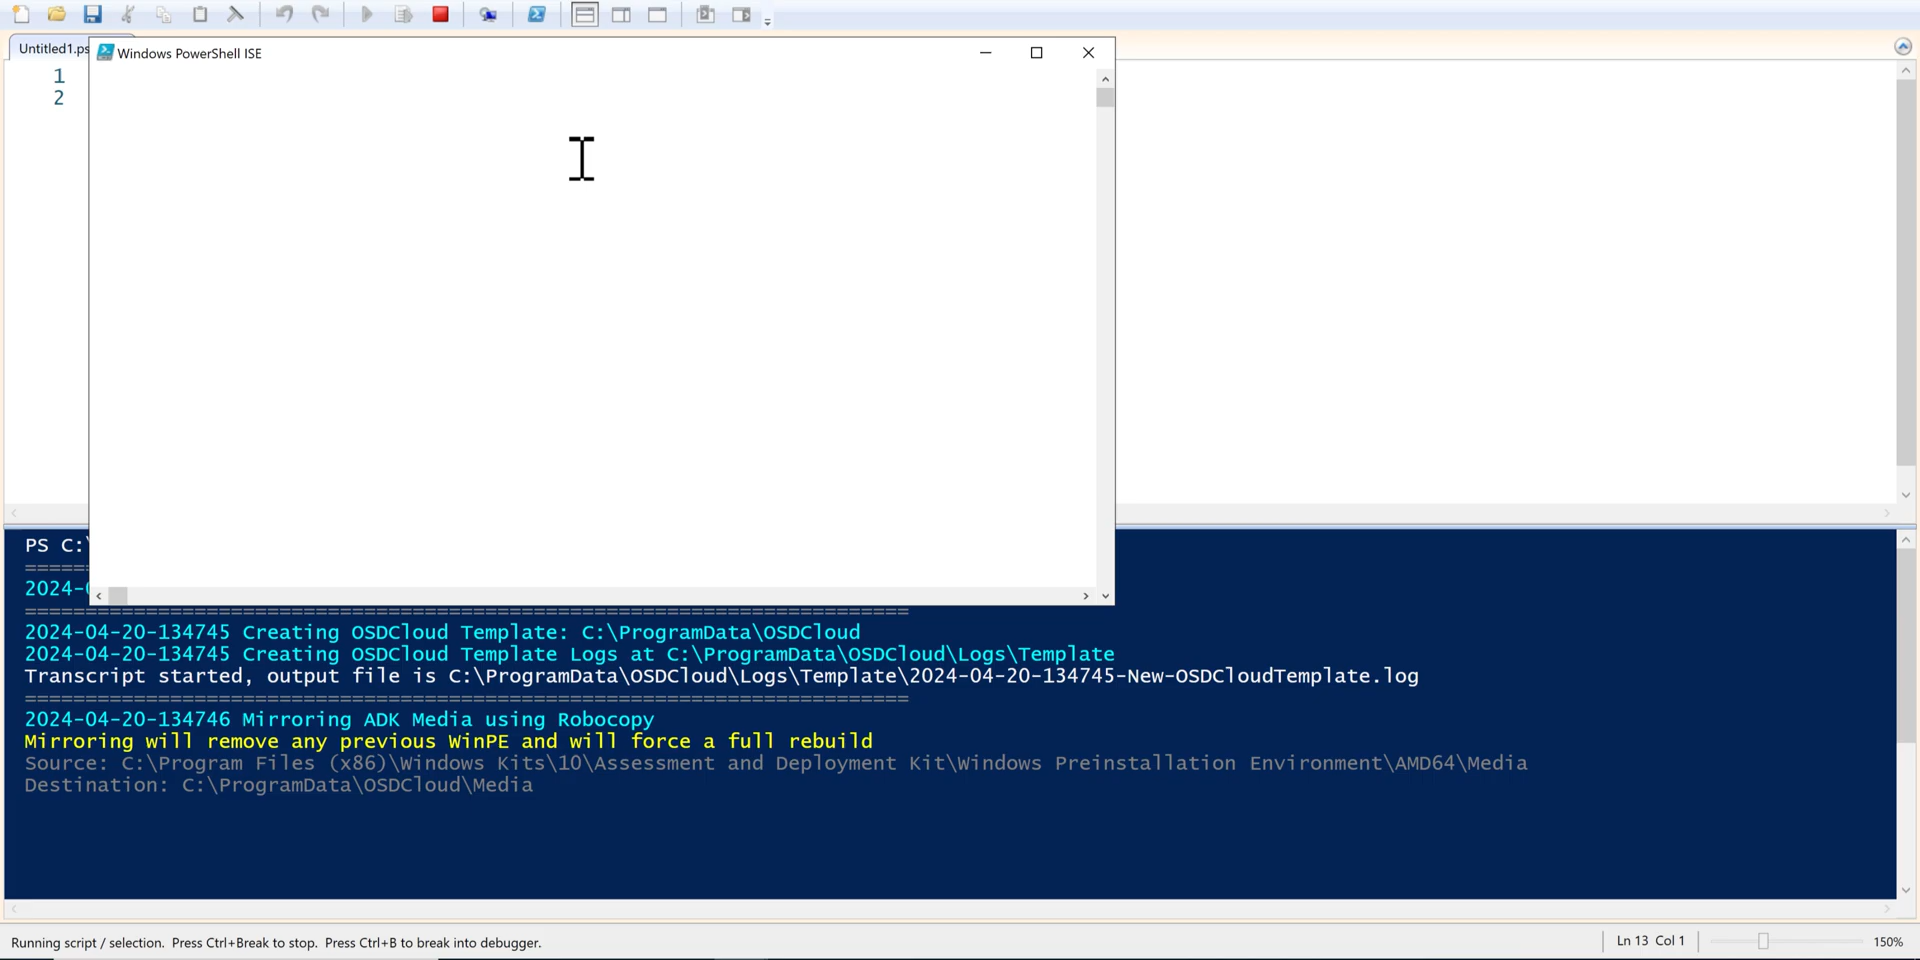 Untitled1.ps
Windows PowerShell ISE
1
2
PS C:\
========
2024-0
=========================================================================
2024-04-20-134745 Creating OSDCloud Template: C:\ProgramData\OSDCloud
2024-04-20-134745 Creating OSDCloud Template Logs at C:\ProgramData\OSDCloud\Logs\Template
Transcript started, output file is C:\ProgramData\OSDCloud\Logs\Template\2024-04-20-134745-New-OSDCloudTemplate.log
=========================================================================
2024-04-20-134746 Mirroring ADK Media using Robocopy
Mirroring will remove any previous WinPE and will force a full rebuild
Source: C:\Program Files (x86)\Windows Kits\10\Assessment and Deployment Kit\Windows Preinstallation Environment\AMD64\Media
Destination: C:\ProgramData\OSDCloud\Media
Running script / selection. Press Ctrl+Break to stop. Press Ctrl+B to break into debugger.
Ln 13 Col 1
150%